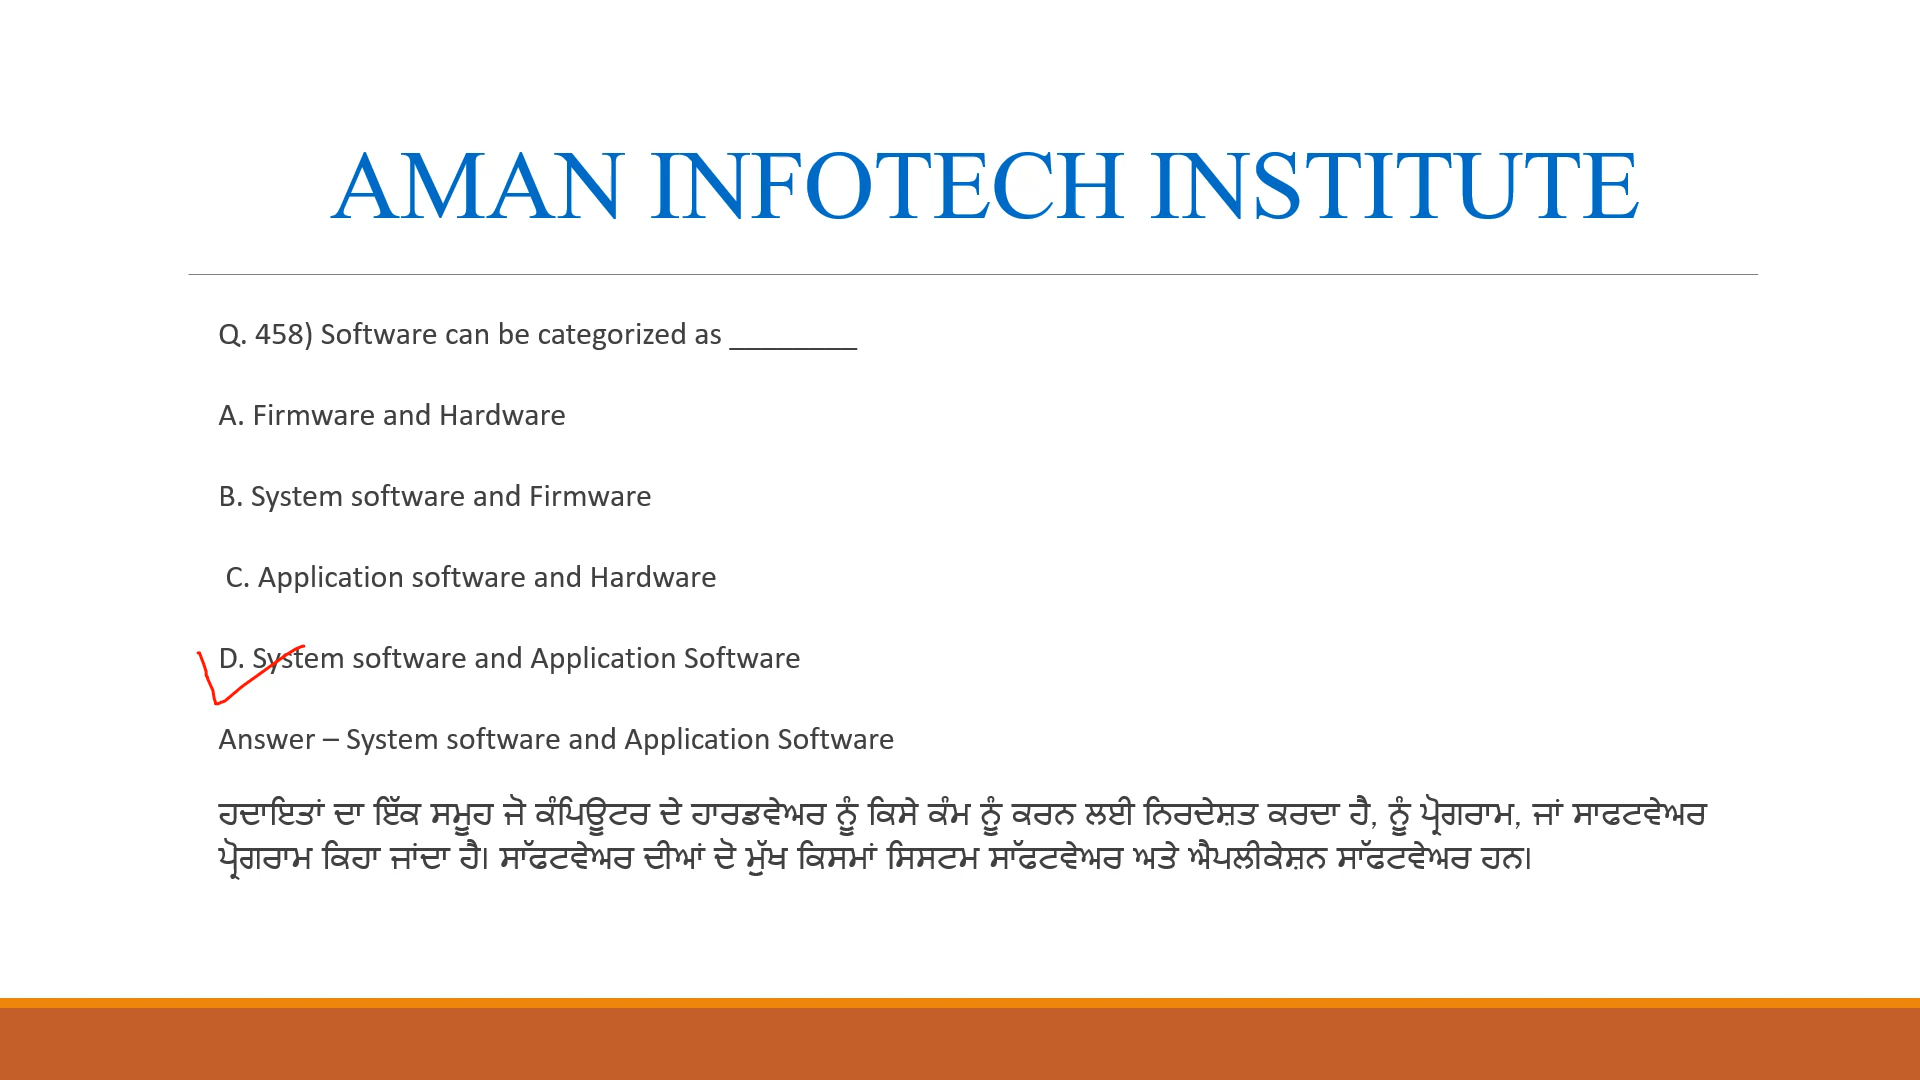 AMAN INFOTECH INSTITUTE
Q. 458) Software can be categorized as ________
A. Firmware and Hardware
B. System software and Firmware
C. Application software and Hardware
D. System software and Application Software
Answer – System software and Application Software
ਹਦਾਇਤਾਂ ਦਾ ਇੱਕ ਸਮੂਹ ਜੋ ਕੰਪਿਊਟਰ ਦੇ ਹਾਰਡਵੇਅਰ ਨੂੰ ਕਿਸੇ ਕੰਮ ਨੂੰ ਕਰਨ ਲਈ ਨਿਰਦੇਸ਼ਤ ਕਰਦਾ ਹੈ, ਨੂੰ ਪ੍ਰੋਗਰਾਮ, ਜਾਂ ਸਾਫਟਵੇਅਰ
ਪ੍ਰੋਗਰਾਮ ਕਿਹਾ ਜਾਂਦਾ ਹੈ। ਸਾੱਫਟਵੇਅਰ ਦੀਆਂ ਦੋ ਮੁੱਖ ਕਿਸਮਾਂ ਸਿਸਟਮ ਸਾੱਫਟਵੇਅਰ ਅਤੇ ਐਪਲੀਕੇਸ਼ਨ ਸਾੱਫਟਵੇਅਰ ਹਨ।